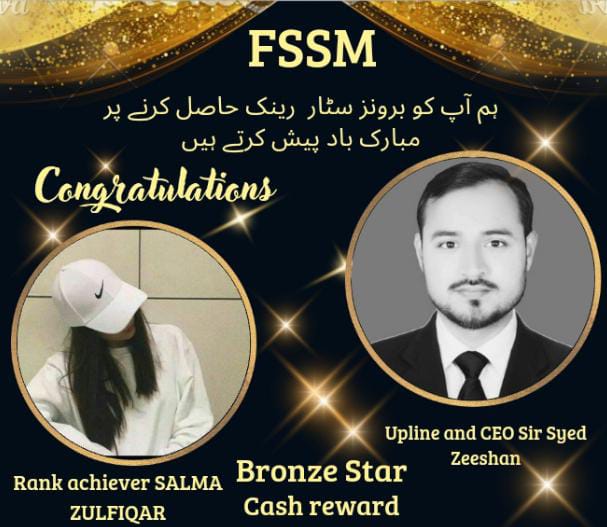 FSSM
ہم آپ کو برونز سٹار رینک حاصل کرنے پر
مبارک باد پیش کرتے ہیں
Congratulations
Upline and CEO Sir Syed
Zeeshan
Rank achiever SALMA
ZULFIQAR
Bronze Star
Cash reward